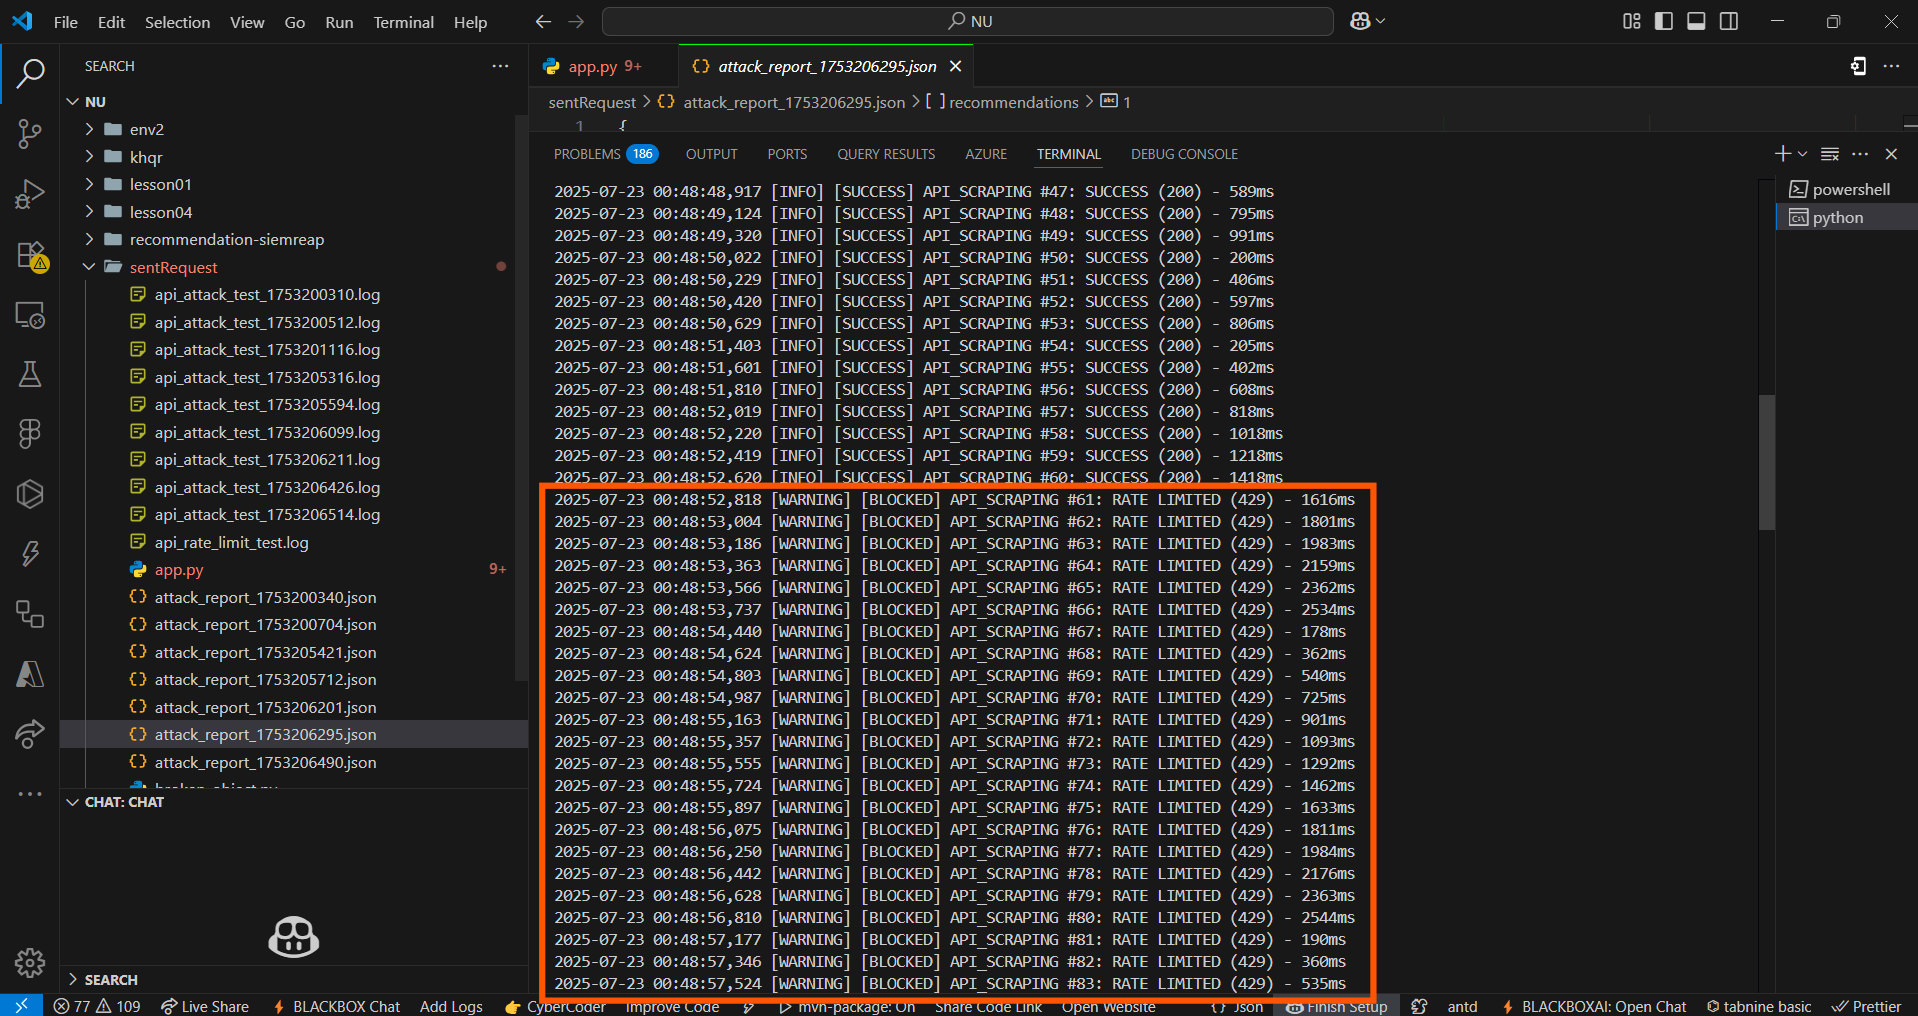 File Edit Selection View Go Run Terminal Help
NU
SEARCH
NU
env2
khqr
lesson01
lesson04
recommendation-siemreap
sentRequest
api_attack_test_1753200310.log
api_attack_test_1753200512.log
api_attack_test_1753201116.log
api_attack_test_1753205316.log
api_attack_test_1753205594.log
api_attack_test_1753206099.log
api_attack_test_1753206211.log
api_attack_test_1753206426.log
api_attack_test_1753206514.log
api_rate_limit_test.log
app.py 9+
attack_report_1753200340.json
attack_report_1753200704.json
attack_report_1753205421.json
attack_report_1753205712.json
attack_report_1753206201.json
attack_report_1753206295.json
attack_report_1753206490.json
CHAT: CHAT
SEARCH
app.py 9+
attack_report_1753206295.json
sentRequest > {} attack_report_1753206295.json > [ ] recommendations > abc 1
1 {
PROBLEMS 186 OUTPUT PORTS QUERY RESULTS AZURE TERMINAL DEBUG CONSOLE
2025-07-23 00:48:48,917 [INFO] [SUCCESS] API_SCRAPING #47: SUCCESS (200) - 589ms
2025-07-23 00:48:49,124 [INFO] [SUCCESS] API_SCRAPING #48: SUCCESS (200) - 795ms
2025-07-23 00:48:49,320 [INFO] [SUCCESS] API_SCRAPING #49: SUCCESS (200) - 991ms
2025-07-23 00:48:50,022 [INFO] [SUCCESS] API_SCRAPING #50: SUCCESS (200) - 200ms
2025-07-23 00:48:50,229 [INFO] [SUCCESS] API_SCRAPING #51: SUCCESS (200) - 406ms
2025-07-23 00:48:50,420 [INFO] [SUCCESS] API_SCRAPING #52: SUCCESS (200) - 597ms
2025-07-23 00:48:50,629 [INFO] [SUCCESS] API_SCRAPING #53: SUCCESS (200) - 806ms
2025-07-23 00:48:51,403 [INFO] [SUCCESS] API_SCRAPING #54: SUCCESS (200) - 205ms
2025-07-23 00:48:51,601 [INFO] [SUCCESS] API_SCRAPING #55: SUCCESS (200) - 402ms
2025-07-23 00:48:51,810 [INFO] [SUCCESS] API_SCRAPING #56: SUCCESS (200) - 608ms
2025-07-23 00:48:52,019 [INFO] [SUCCESS] API_SCRAPING #57: SUCCESS (200) - 818ms
2025-07-23 00:48:52,220 [INFO] [SUCCESS] API_SCRAPING #58: SUCCESS (200) - 1018ms
2025-07-23 00:48:52,419 [INFO] [SUCCESS] API_SCRAPING #59: SUCCESS (200) - 1218ms
2025-07-23 00:48:52,620 [INFO] [SUCCESS] API_SCRAPING #60: SUCCESS (200) - 1418ms
2025-07-23 00:48:52,818 [WARNING] [BLOCKED] API_SCRAPING #61: RATE LIMITED (429) - 1616ms
2025-07-23 00:48:53,004 [WARNING] [BLOCKED] API_SCRAPING #62: RATE LIMITED (429) - 1801ms
2025-07-23 00:48:53,186 [WARNING] [BLOCKED] API_SCRAPING #63: RATE LIMITED (429) - 1983ms
2025-07-23 00:48:53,363 [WARNING] [BLOCKED] API_SCRAPING #64: RATE LIMITED (429) - 2159ms
2025-07-23 00:48:53,566 [WARNING] [BLOCKED] API_SCRAPING #65: RATE LIMITED (429) - 2362ms
2025-07-23 00:48:53,737 [WARNING] [BLOCKED] API_SCRAPING #66: RATE LIMITED (429) - 2534ms
2025-07-23 00:48:54,440 [WARNING] [BLOCKED] API_SCRAPING #67: RATE LIMITED (429) - 178ms
2025-07-23 00:48:54,624 [WARNING] [BLOCKED] API_SCRAPING #68: RATE LIMITED (429) - 362ms
2025-07-23 00:48:54,803 [WARNING] [BLOCKED] API_SCRAPING #69: RATE LIMITED (429) - 540ms
2025-07-23 00:48:54,987 [WARNING] [BLOCKED] API_SCRAPING #70: RATE LIMITED (429) - 725ms
2025-07-23 00:48:55,163 [WARNING] [BLOCKED] API_SCRAPING #71: RATE LIMITED (429) - 901ms
2025-07-23 00:48:55,357 [WARNING] [BLOCKED] API_SCRAPING #72: RATE LIMITED (429) - 1093ms
2025-07-23 00:48:55,555 [WARNING] [BLOCKED] API_SCRAPING #73: RATE LIMITED (429) - 1292ms
2025-07-23 00:48:55,724 [WARNING] [BLOCKED] API_SCRAPING #74: RATE LIMITED (429) - 1462ms
2025-07-23 00:48:55,897 [WARNING] [BLOCKED] API_SCRAPING #75: RATE LIMITED (429) - 1633ms
2025-07-23 00:48:56,075 [WARNING] [BLOCKED] API_SCRAPING #76: RATE LIMITED (429) - 1811ms
2025-07-23 00:48:56,250 [WARNING] [BLOCKED] API_SCRAPING #77: RATE LIMITED (429) - 1984ms
2025-07-23 00:48:56,442 [WARNING] [BLOCKED] API_SCRAPING #78: RATE LIMITED (429) - 2176ms
2025-07-23 00:48:56,628 [WARNING] [BLOCKED] API_SCRAPING #79: RATE LIMITED (429) - 2363ms
2025-07-23 00:48:56,810 [WARNING] [BLOCKED] API_SCRAPING #80: RATE LIMITED (429) - 2544ms
2025-07-23 00:48:57,177 [WARNING] [BLOCKED] API_SCRAPING #81: RATE LIMITED (429) - 190ms
2025-07-23 00:48:57,346 [WARNING] [BLOCKED] API_SCRAPING #82: RATE LIMITED (429) - 360ms
2025-07-23 00:48:57,524 [WARNING] [BLOCKED] API_SCRAPING #83: RATE LIMITED (429) - 535ms
powershell
python
77 109 Live Share BLACKBOX Chat Add Logs CyberCoder Improve Code mvn-package: On Share Code Link Open Website {} Json Finish Setup antd BLACKBOXAI: Open Chat tabnine basic Prettier